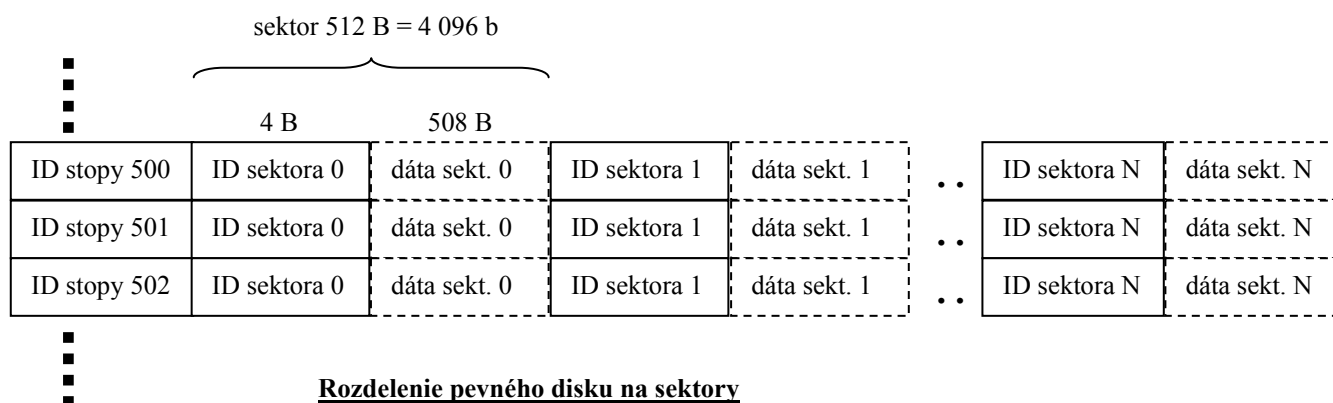 sektor 512 B = 4 096 b
4 B 508 B
ID stopy 500 ID sektora 0 dáta sekt. 0 ID sektora 1 dáta sekt. 1 . . ID sektora N dáta sekt. N
ID stopy 501 ID sektora 0 dáta sekt. 0 ID sektora 1 dáta sekt. 1 . . ID sektora N dáta sekt. N
ID stopy 502 ID sektora 0 dáta sekt. 0 ID sektora 1 dáta sekt. 1 . . ID sektora N dáta sekt. N
Rozdelenie pevného disku na sektory